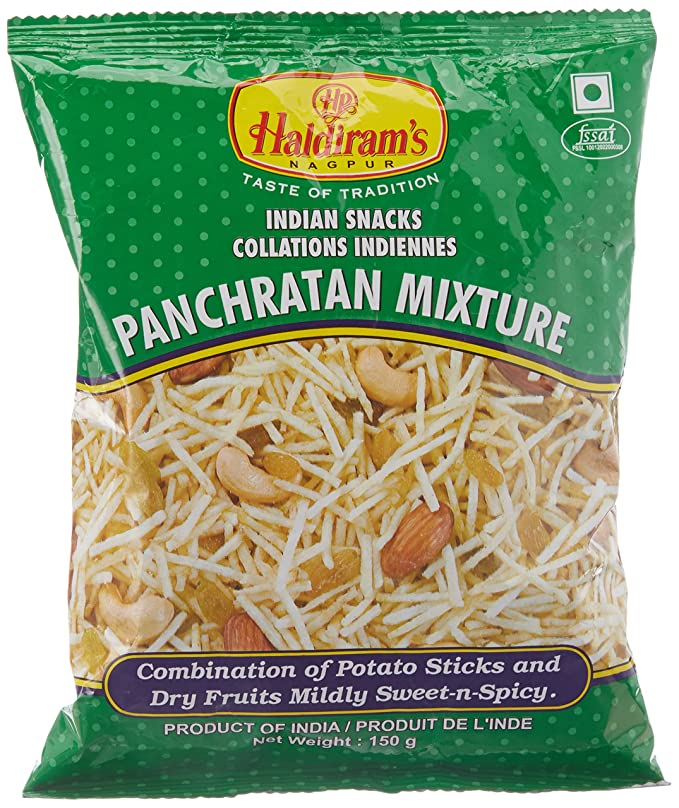 HR
Haldiram's
NAGPUR
TASTE OF TRADITION
fssai
INDIAN SNACKS
COLLATIONS INDIENNES
PANCHRATAN MIXTURE
Combination of Potato Sticks and
Dry Fruits Mildly Sweet-n-Spicy.
PRODUCT OF INDIA / PRODUIT DE L'INDE
Net Weight : 150 g